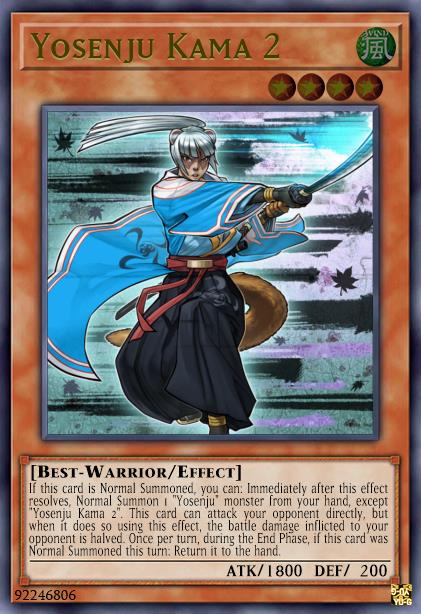 Yosenju Kama 2
WIND
風
[Best-Warrior/Effect]
If this card is Normal Summoned, you can: Immediately after this effect
resolves, Normal Summon 1 "Yosenju" monster from your hand, except
"Yosenju Kama 2". This card can attack your opponent directly, but
when it does so using this effect, the battle damage inflicted to your
opponent is halved. Once per turn, during the End Phase, if this card was
Normal Summoned this turn: Return it to the hand.
ATK/1800 DEF/ 200
92246806